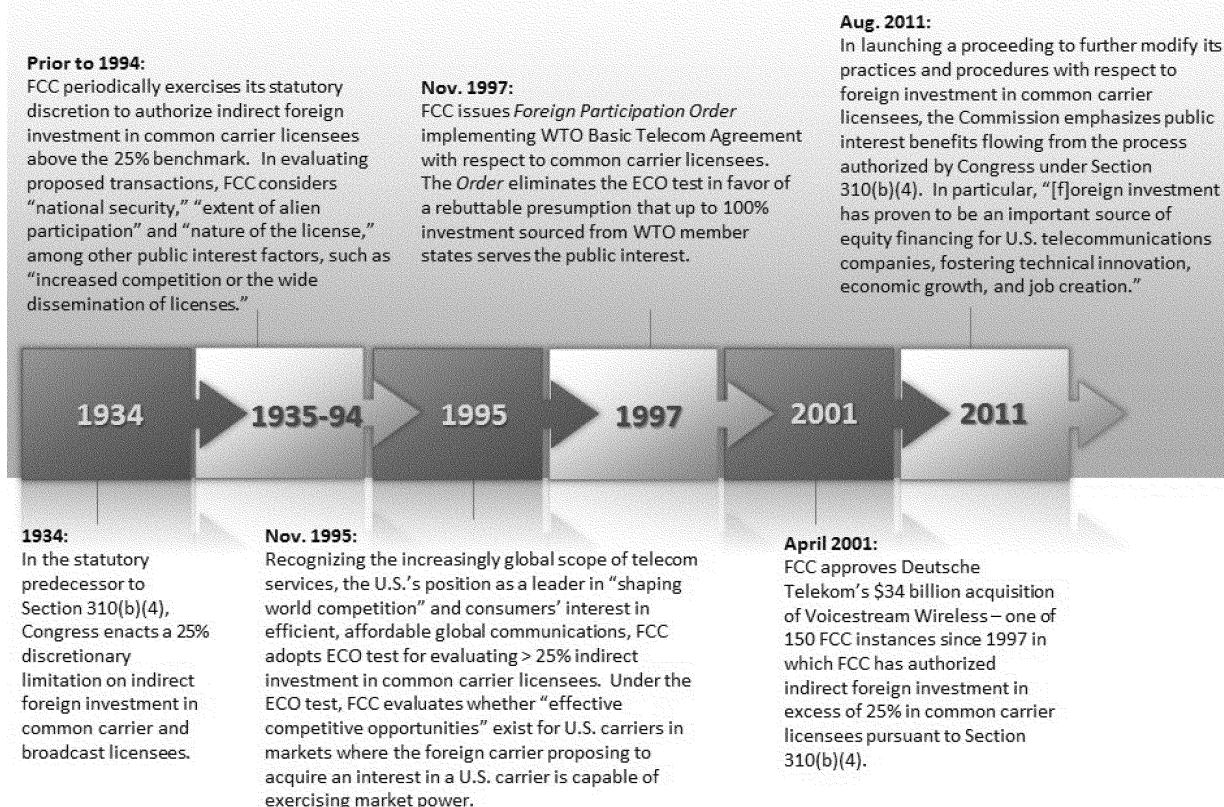 Prior to 1994:
FCC periodically exercises its statutory
discretion to authorize indirect foreign
investment in common carrier licensees
above the 25% benchmark. In evaluating
proposed transactions, FCC considers
“national security,” “extent of alien
participation” and “nature of the license,”
among other public interest factors, such as
“increased competition or the wide
dissemination of licenses.”
Nov. 1997:
FCC issues Foreign Participation Order
implementing WTO Basic Telecom Agreement
with respect to common carrier licensees.
The Order eliminates the ECO test in favor of
a rebuttable presumption that up to 100%
investment sourced from WTO member
states serves the public interest.
Aug. 2011:
In launching a proceeding to further modify its
practices and procedures with respect to
foreign investment in common carrier
licensees, the Commission emphasizes public
interest benefits flowing from the process
authorized by Congress under Section
310(b)(4). In particular, “[f]oreign investment
has proven to be an important source of
equity financing for U.S. telecommunications
companies, fostering technical innovation,
economic growth, and job creation.”
1934
1935-94
1995
1997
2001
2011
1934:
In the statutory
predecessor to
Section 310(b)(4),
Congress enacts a 25%
discretionary
limitation on indirect
foreign investment in
common carrier and
broadcast licensees.
Nov. 1995:
Recognizing the increasingly global scope of telecom
services, the U.S.’s position as a leader in “shaping
world competition” and consumers’ interest in
efficient, affordable global communications, FCC
adopts ECO test for evaluating > 25% indirect
investment in common carrier licensees. Under the
ECO test, FCC evaluates whether “effective
competitive opportunities” exist for U.S. carriers in
markets where the foreign carrier proposing to
acquire an interest in a U.S. carrier is capable of
exercising market power.
April 2001:
FCC approves Deutsche
Telekom’s $34 billion acquisition
of Voicestream Wireless – one of
150 FCC instances since 1997 in
which FCC has authorized
indirect foreign investment in
excess of 25% in common carrier
licensees pursuant to Section
310(b)(4).